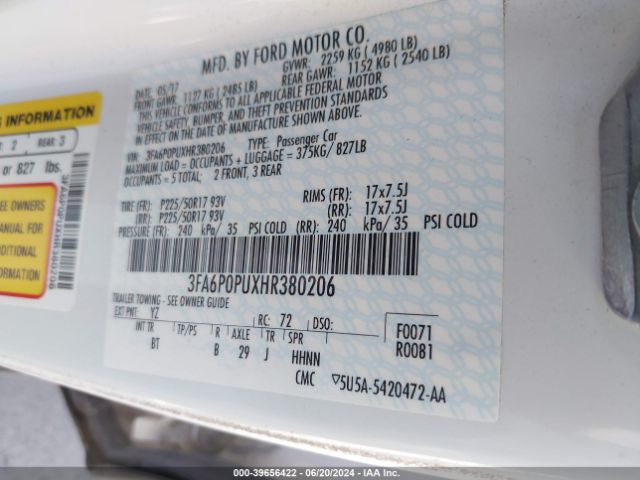 MFD. BY FORD MOTOR CO.
DATE: 05/17 GVWR: 2259 KG ( 4980 LB)
FRONT GAWR: 1127 KG ( 2485 LB) REAR GAWR: 1152 KG ( 2540 LB)
THIS VEHICLE CONFORMS TO ALL APPLICABLE FEDERAL MOTOR
VEHICLE SAFETY, BUMPER, AND THEFT PREVENTION STANDARDS
IN EFFECT ON THE DATE OF MANUFACTURE SHOWN ABOVE.
VIN: 3FA6P0PUXHR380206 TYPE: Passenger Car
MAXIMUM LOAD = OCCUPANTS + LUGGAGE = 375KG/ 827LB
OCCUPANTS = 5 TOTAL: 2 FRONT, 3 REAR
TIRE (FR): P225/50R17 93V RIMS (FR): 17x7.5J
(RR): P225/50R17 93V (RR): 17x7.5J
PRESSURE (FR): 240 kPa/ 35 PSI COLD (RR): 240 kPa/ 35 PSI COLD
3FA6P0PUXHR380206
TRAILER TOWING - SEE OWNER GUIDE
EXT PNT: YZ RC: 72 DSO: F0071
INT TR TP/PS R AXLE TR SPR R0081
BT B 29 J HHNN
CMC 5U5A-5420472-AA
INFORMATION
2 REAR: 3
or 827 lbs.
SEE OWNERS
MANUAL FOR
ADDITIONAL
INFORMATION
3FA6P0PUXHR380206
000-39656422 | 06/20/2024 | IAA Inc.